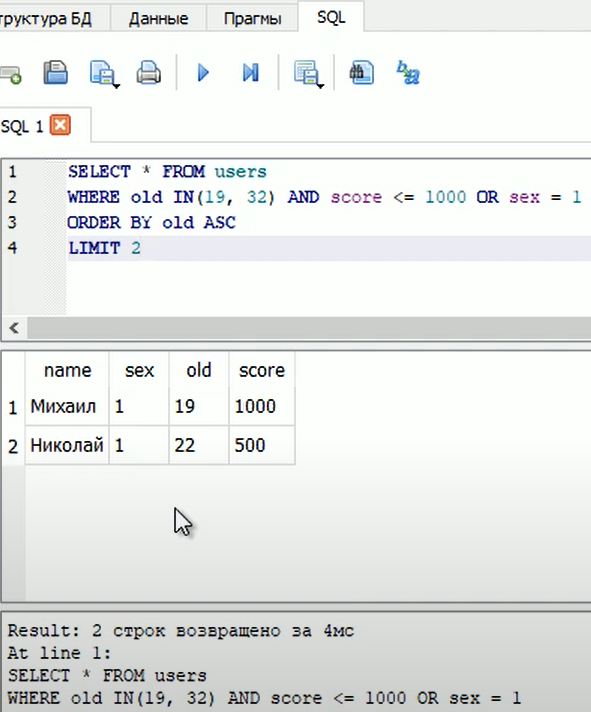 труктура БД Данные Прагмы SQL
SQL 1
1 SELECT * FROM users
2 WHERE old IN(19, 32) AND score <= 1000 OR sex = 1
3 ORDER BY old ASC
4 LIMIT 2
name sex old score
1 Михаил 1 19 1000
2 Николай 1 22 500
Result: 2 строк возвращено за 4мс
At line 1:
SELECT * FROM users
WHERE old IN(19, 32) AND score <= 1000 OR sex = 1